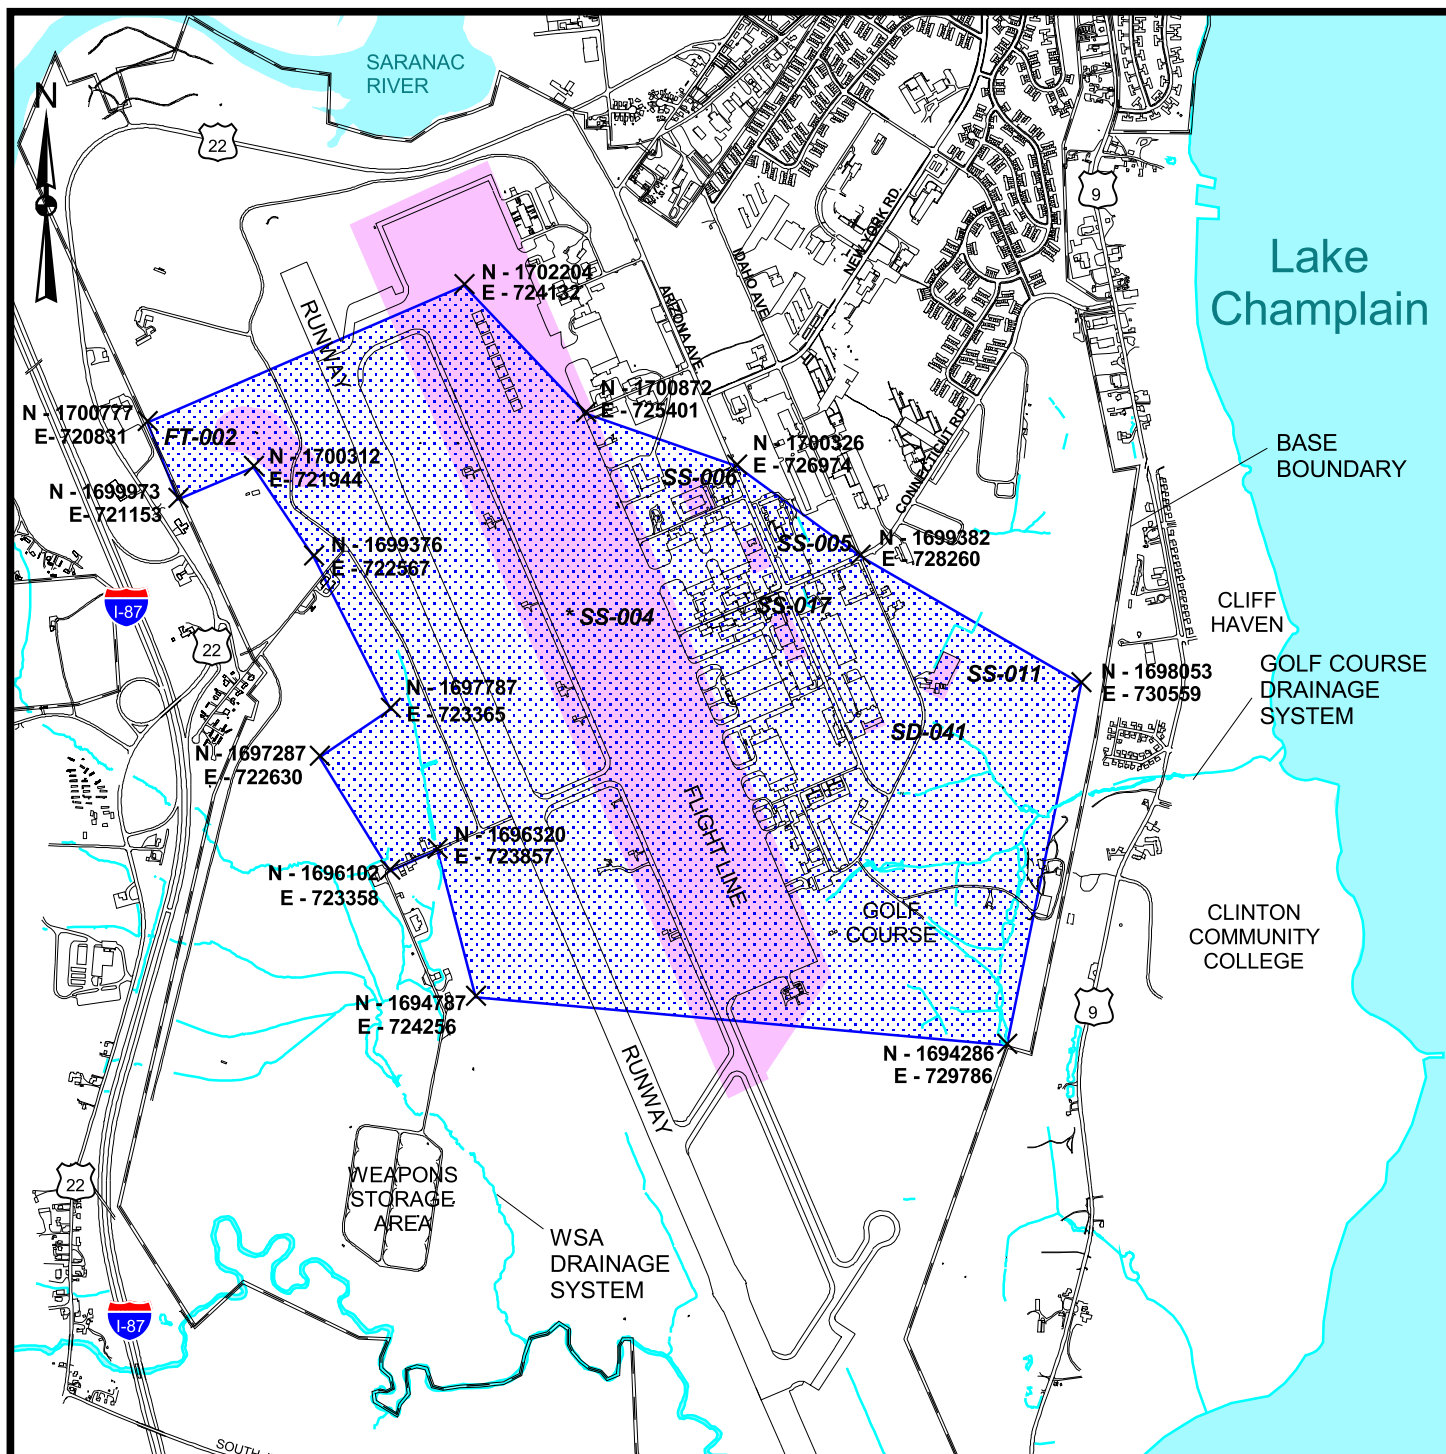 SARANAC
RIVER
N
22
9
Lake
Champlain
NEW YORK RD.
IDAHO AVE
ARIZONA AVE
N - 1702204
E - 724132
RUNWAY
N - 1700872
E - 725401
N - 1700777
E- 720831
FT-002
N - 1700312
E- 721944
N - 1700326
E - 726974
CONNECTICUT RD.
BASE
BOUNDARY
SS-006
N - 1699973
E- 721153
N - 1699376
E - 722567
SS-005
N - 1699382
E - 728260
I-87
* SS-004
SS-017
CLIFF
HAVEN
22
GOLF COURSE
DRAINAGE
SYSTEM
SS-011
N - 1698053
E - 730559
N - 1697787
E - 723365
SD-041
N - 1697287
E - 722630
FLIGHT LINE
N - 1696320
E - 723857
N - 1696102
E - 723358
GOLF
COURSE
CLINTON
COMMUNITY
COLLEGE
N - 1694787
E - 724256
9
N - 1694286
E - 729786
RUNWAY
22
WEAPONS
STORAGE
AREA
WSA
DRAINAGE
SYSTEM
I-87
SOUTH